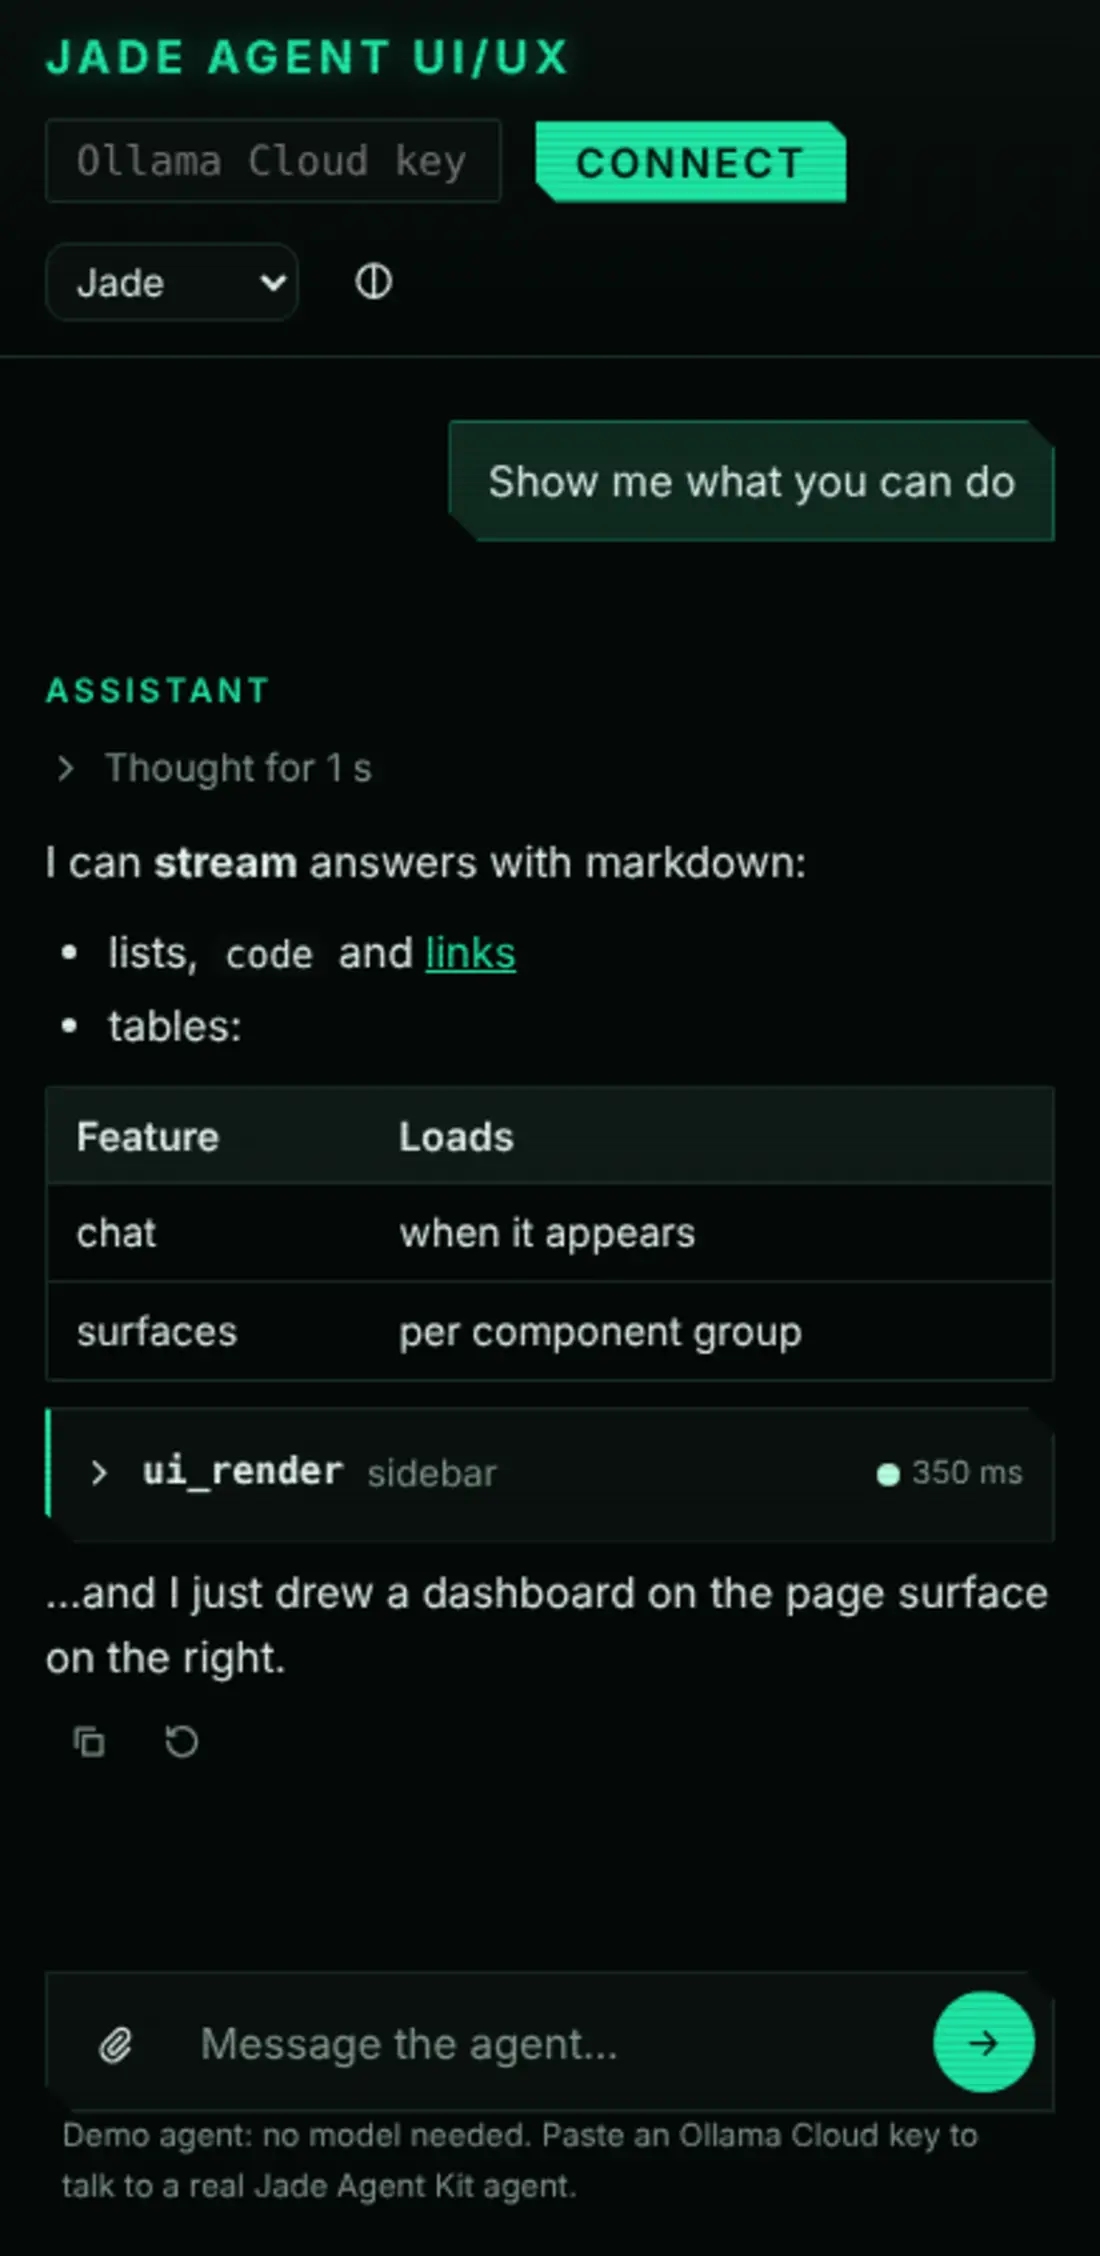 JADE AGENT UI/UX
Ollama Cloud key
CONNECT
Jade
Show me what you can do
ASSISTANT
Thought for 1 s
I can stream answers with markdown:
• lists, code and links
• tables:
Feature Loads
chat when it appears
surfaces per component group
ui_render sidebar 350 ms
...and I just drew a dashboard on the page surface
on the right.
Message the agent...
Demo agent: no model needed. Paste an Ollama Cloud key to
talk to a real Jade Agent Kit agent.